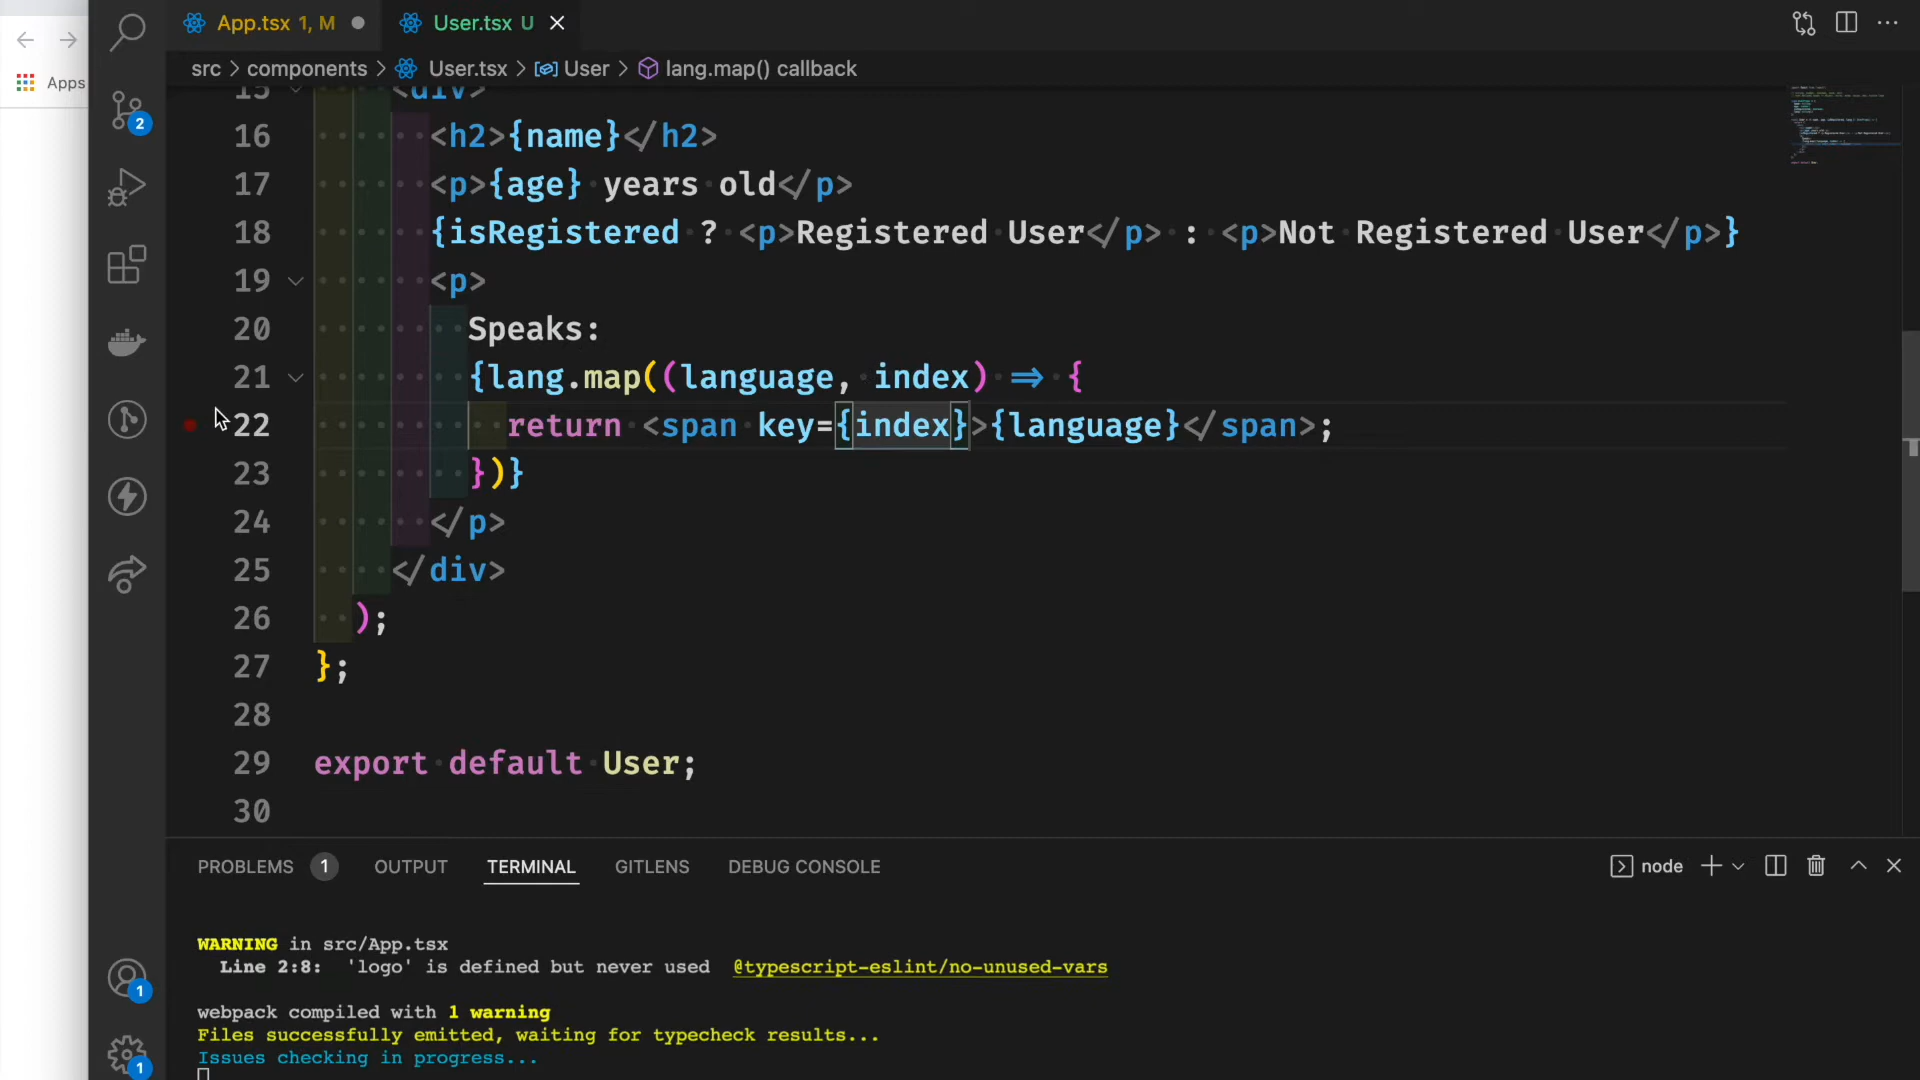 App.tsx 1, M
User.tsx U
Apps
src > components > User.tsx > User > lang.map() callback
15 <div>
16 <h2>{name}</h2>
17 <p>{age} years old</p>
18 {isRegistered ? <p>Registered User</p> : <p>Not Registered User</p>}
19 <p>
20 Speaks:
21 {lang.map((language, index) => {
22 return <span key={index}>{language}</span>;
23 })}
24 </p>
25 </div>
26 );
27 };
28
29 export default User;
30
2
PROBLEMS 1 OUTPUT TERMINAL GITLENS DEBUG CONSOLE node
WARNING in src/App.tsx
Line 2:8: 'logo' is defined but never used @typescript-eslint/no-unused-vars
webpack compiled with 1 warning
Files successfully emitted, waiting for typecheck results...
Issues checking in progress...
1
1